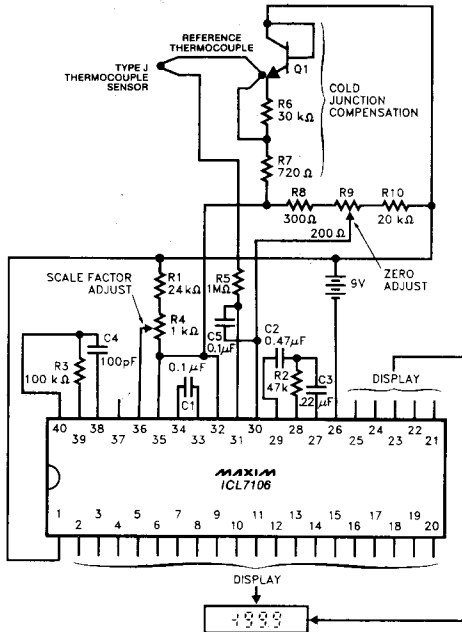 REFERENCE
THERMOCOUPLE
TYPE J
THERMOCOUPLE
SENSOR
Q1
COLD
JUNCTION
COMPENSATION
R6
30 kΩ
R7
720 Ω
R8
300Ω
R9
200 Ω
R10
20 kΩ
SCALE FACTOR
ADJUST
R1
24 kΩ
R5
1MΩ
ZERO
ADJUST
9V
R4
1 kΩ
C4
100pF
R3
100 kΩ
0.1µF
C1
C5
0.1µF
C2
0.47µF
R2
47k
C3
.22 µF
DISPLAY
40 39 38 37 36 35 34 33 32 31 30 29 28 27 26 25 24 23 22 21
MAXIM
ICL7106
1 2 3 4 5 6 7 8 9 10 11 12 13 14 15 16 17 18 19 20
DISPLAY
-199.9